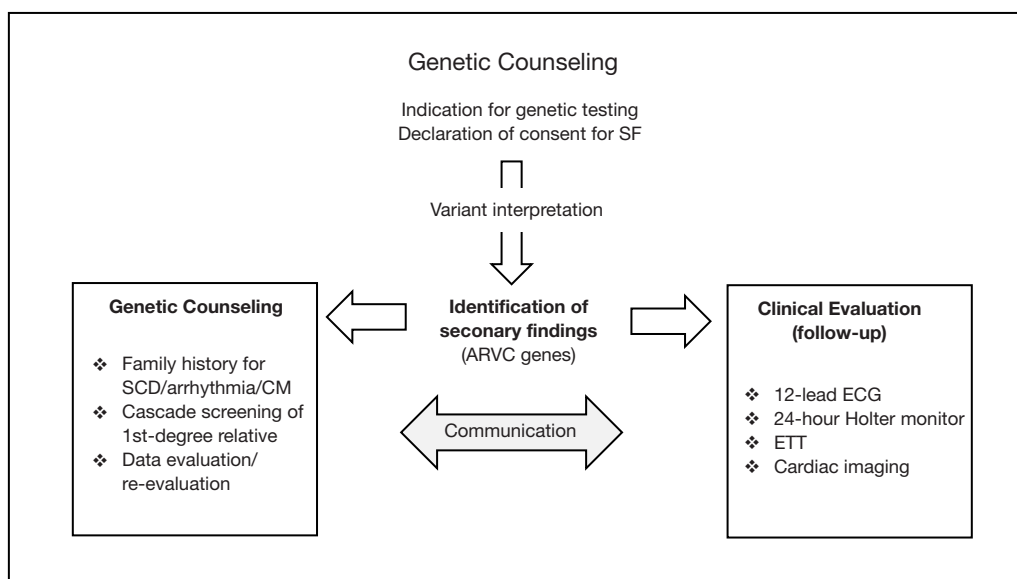 Genetic Counseling
Indication for genetic testing
Declaration of consent for SF
Variant interpretation
Genetic Counseling
❖ Family history for
SCD/arrhythmia/CM
❖ Cascade screening of
1st-degree relative
❖ Data evaluation/
re-evaluation
Identification of
seconary findings
(ARVC genes)
Communication
Clinical Evaluation
(follow-up)
❖ 12-lead ECG
❖ 24-hour Holter monitor
❖ ETT
❖ Cardiac imaging